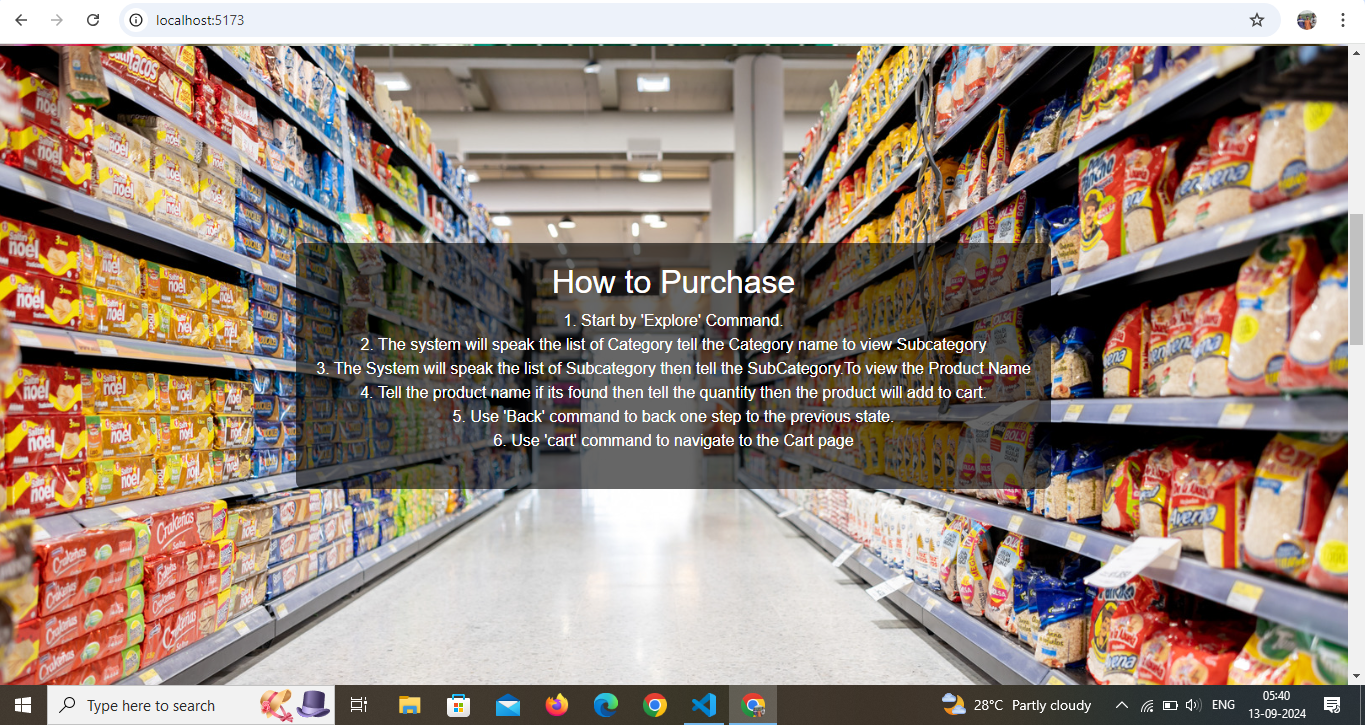 localhost:5173
How to Purchase
1. Start by 'Explore' Command.
2. The system will speak the list of Category tell the Category name to view Subcategory
3. The System will speak the list of Subcategory then tell the SubCategory.To view the Product Name
4. Tell the product name if its found then tell the quantity then the product will add to cart.
5. Use 'Back' command to back one step to the previous state.
6. Use 'cart' command to navigate to the Cart page
noel
Crakeñas
Avena
Type here to search
28°C Partly cloudy
ENG
05:40
13-09-2024